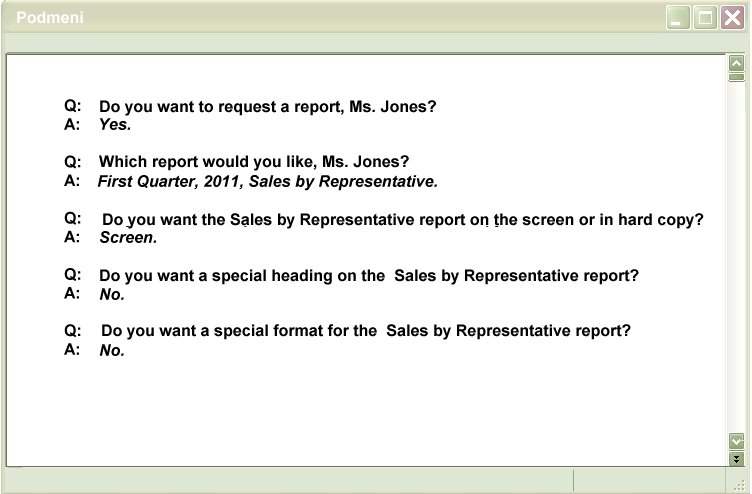 Podmeni
Q: Do you want to request a report, Ms. Jones?
A: Yes.
Q: Which report would you like, Ms. Jones?
A: First Quarter, 2011, Sales by Representative.
Q: Do you want the Sales by Representative report on the screen or in hard copy?
A: Screen.
Q: Do you want a special heading on the Sales by Representative report?
A: No.
Q: Do you want a special format for the Sales by Representative report?
A: No.